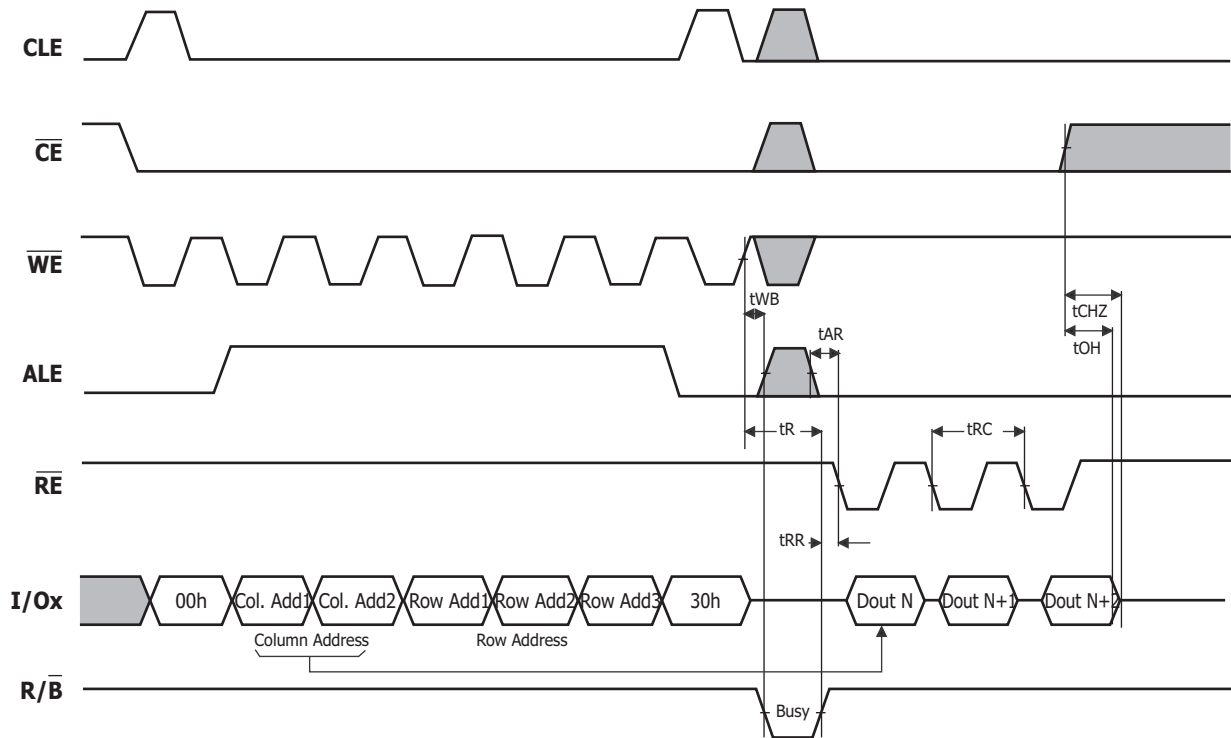 CLE
CE
WE
tWB
tCHZ
tAR
tOH
ALE
tR
tRC
RE
tRR
I/Ox
00h
Col. Add1
Col. Add2
Row Add1
Row Add2
Row Add3
30h
Dout N
Dout N+1
Dout N+2
Column Address
Row Address
R/B
Busy